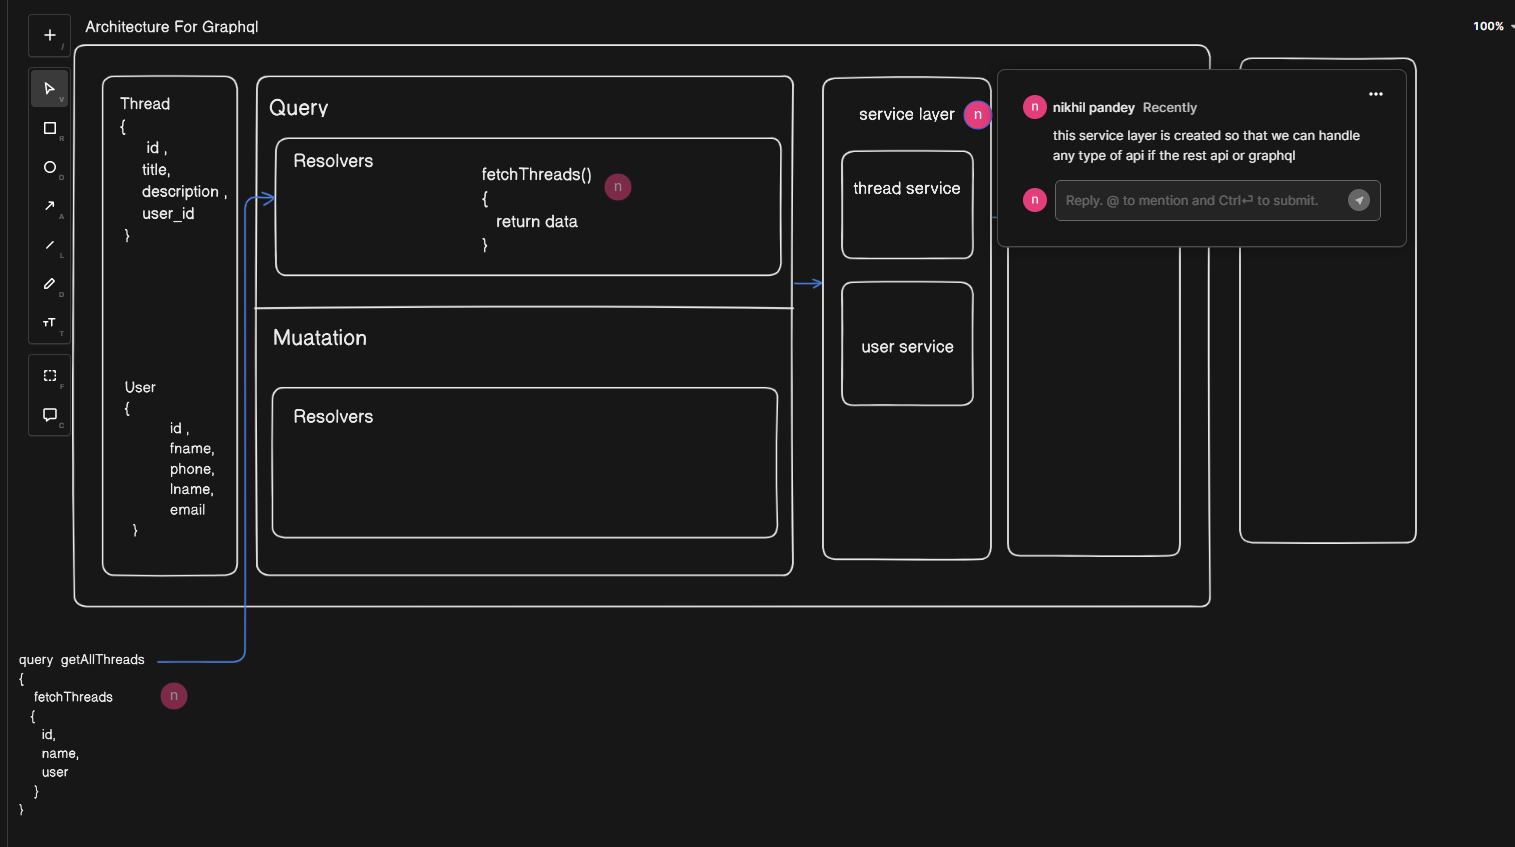 Architecture For Graphql
100%
+
/
V
R
O
A
L
D
T
F
C
Thread
{
id ,
title,
description ,
user_id
}
User
{
id ,
fname,
phone,
lname,
email
}
Query
Resolvers
fetchThreads()
n
{
return data
}
Muatation
Resolvers
service layer
n
thread service
user service
n
nikhil pandey Recently
this service layer is created so that we can handle
any type of api if the rest api or graphql
n
Reply. @ to mention and Ctrl⏎ to submit.
query getAllThreads
{
fetchThreads
n
{
id,
name,
user
}
}